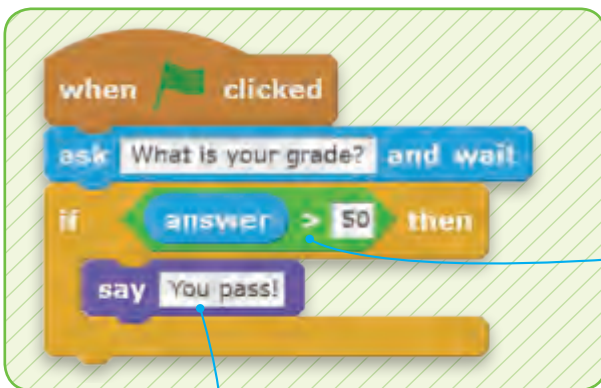 when clicked
ask What is your grade? and wait
if answer > 50 then
say You pass!